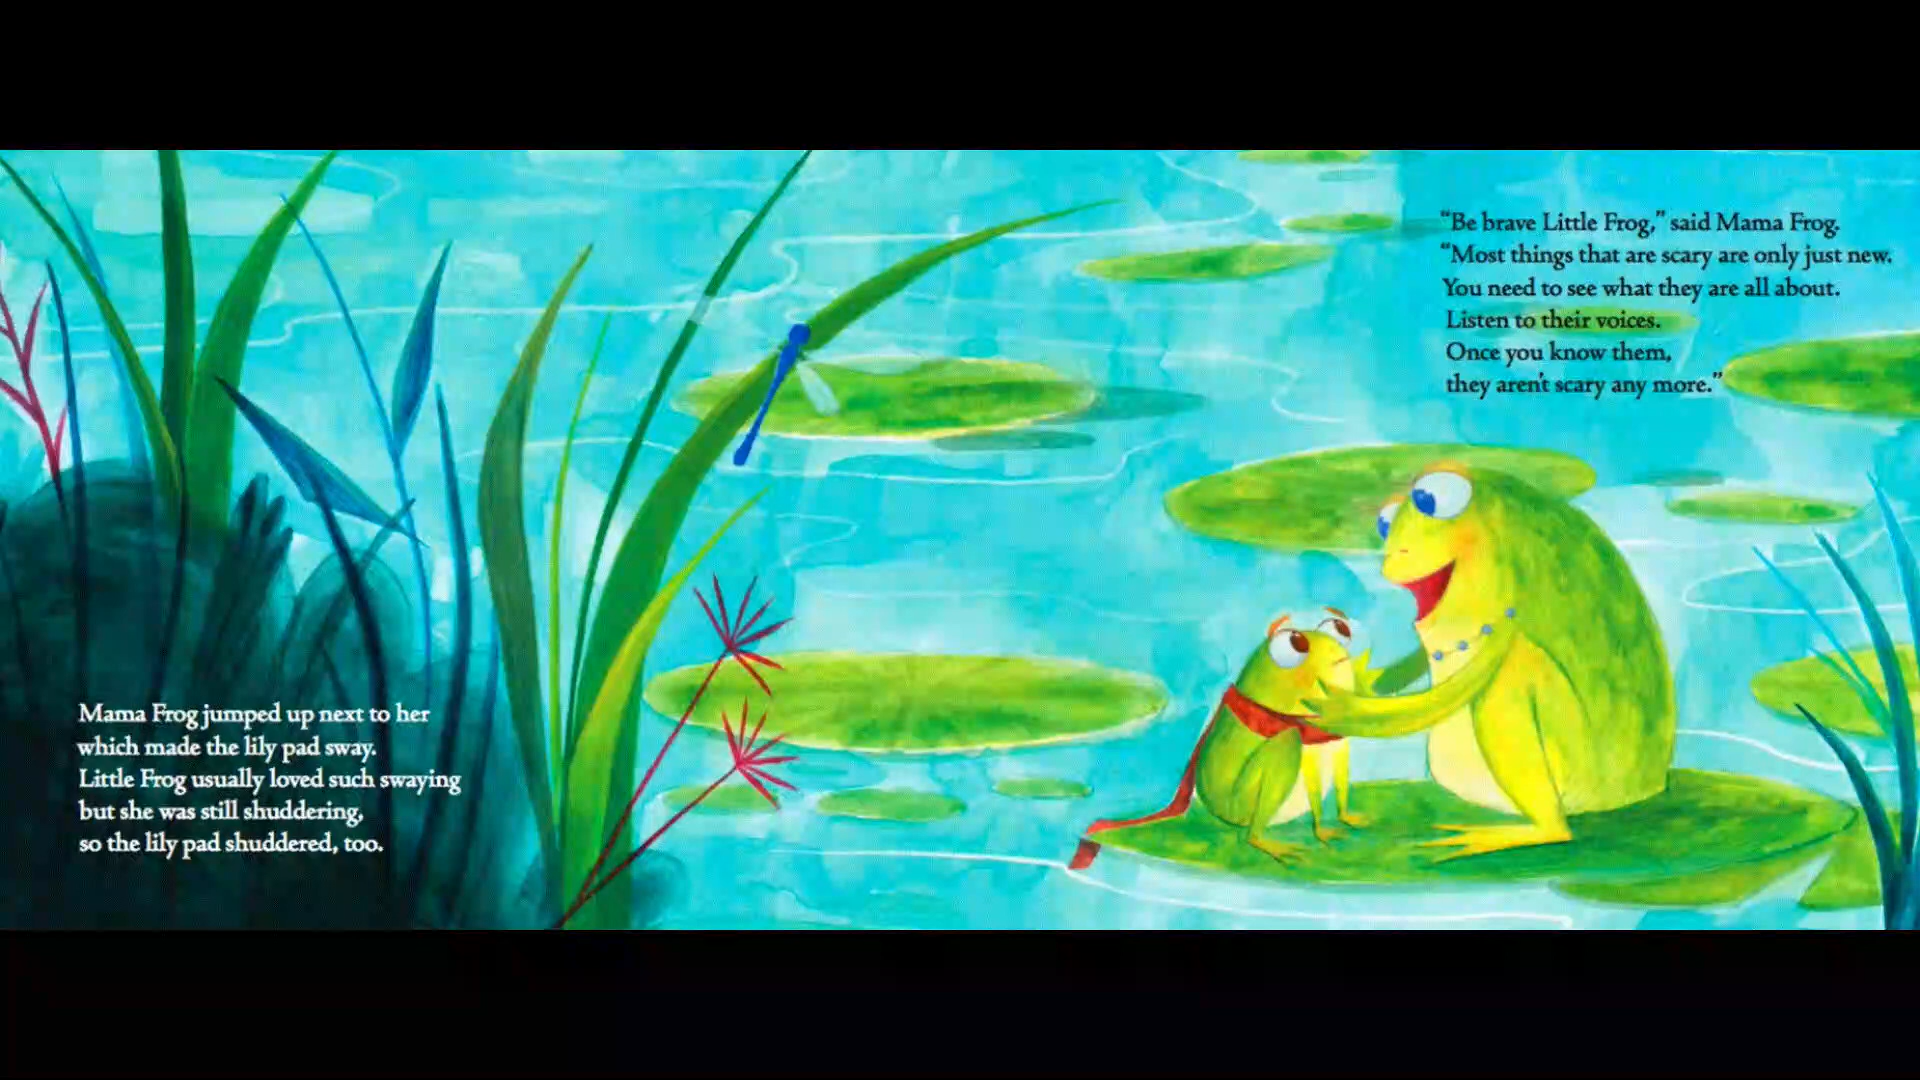 Mama Frog jumped up next to her
which made the lily pad sway.
Little Frog usually loved such swaying
but she was still shuddering,
so the lily pad shuddered, too.
“Be brave Little Frog,” said Mama Frog.
“Most things that are scary are only just new.
You need to see what they are all about.
Listen to their voices.
Once you know them,
they aren't scary any more.”